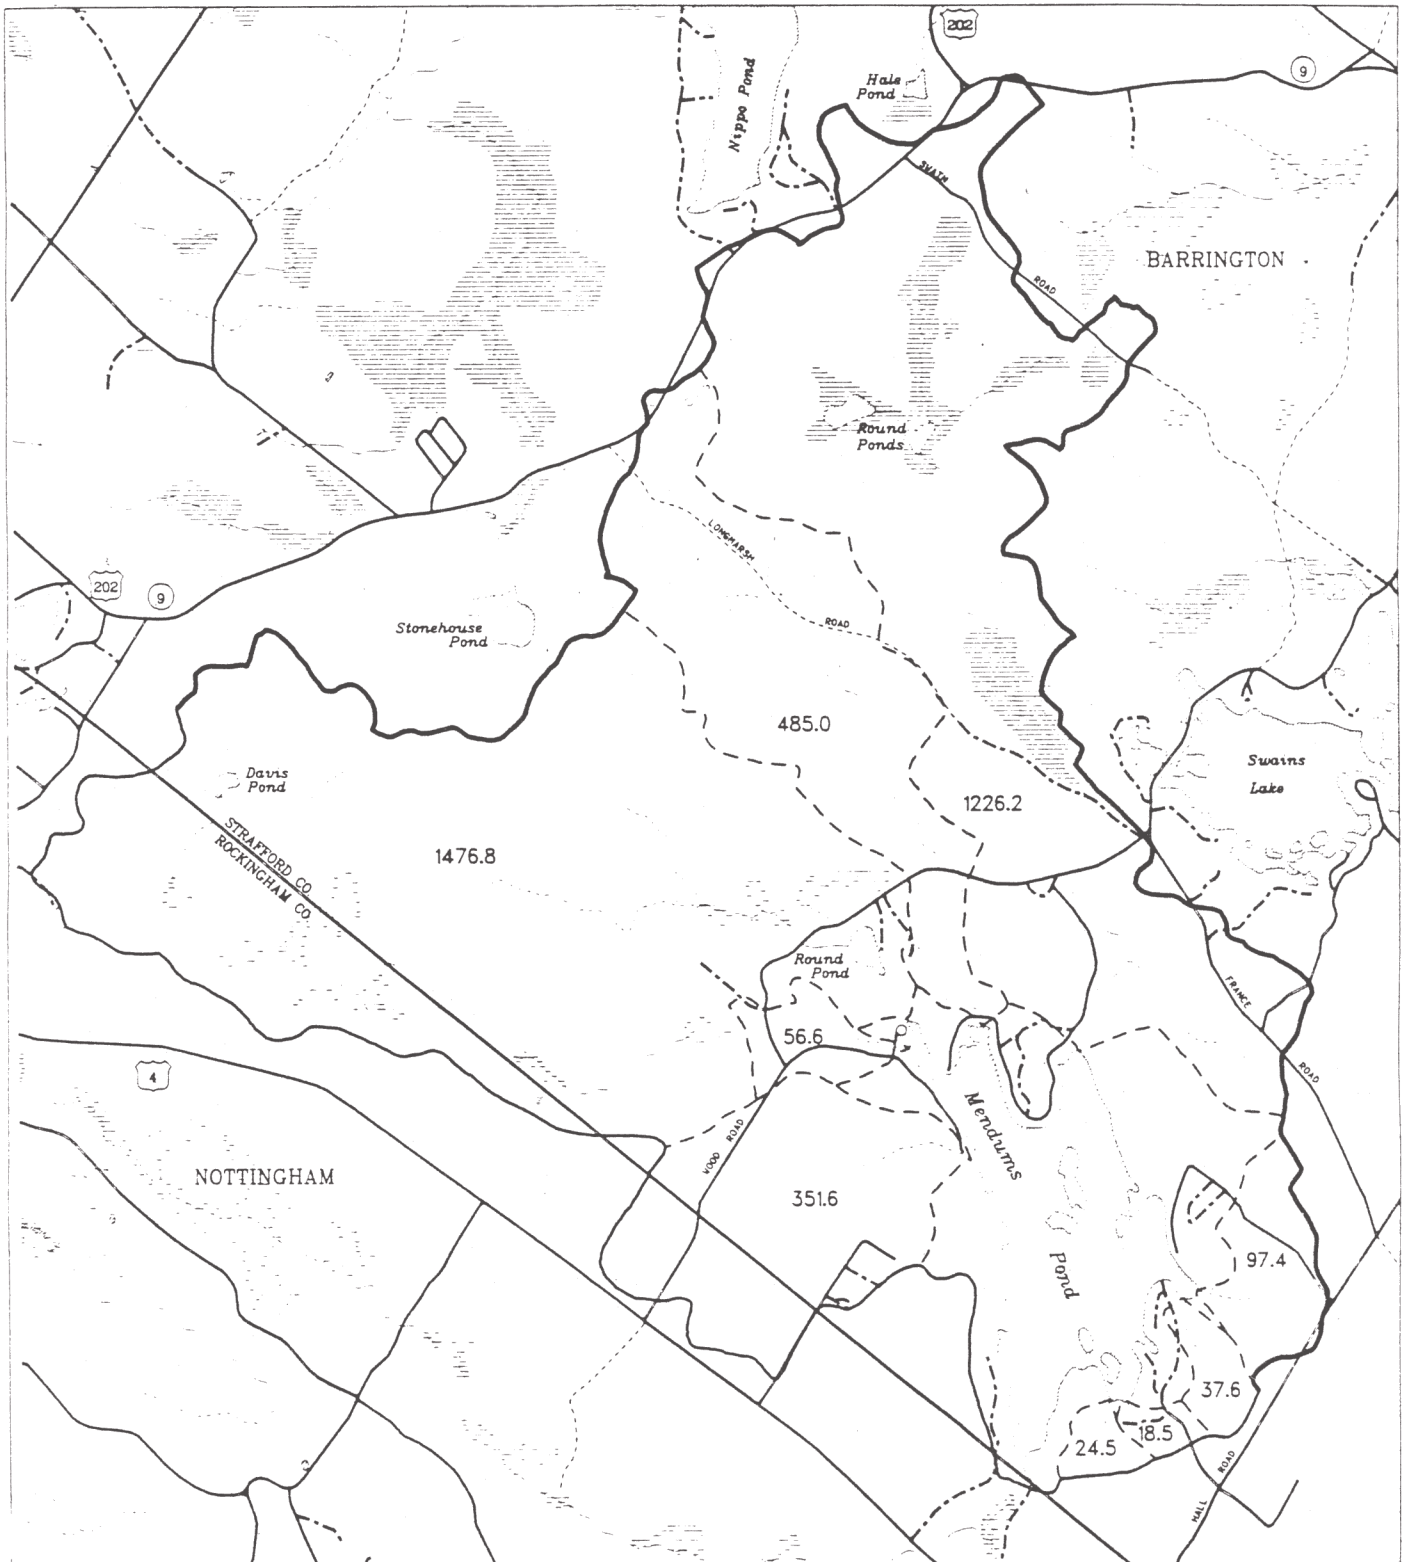 202
9
Hale
Pond
Nippo Pond
SWAIN
ROAD
BARRINGTON
Round
Ponds
LONGMARSH
ROAD
202
9
Stonehouse
Pond
485.0
Davis
Pond
Swains
Lake
1226.2
STRAFFORD CO
ROCKINGHAM CO
1476.8
Round
Pond
FRANCE
ROAD
56.6
4
Mendums
Pond
WOOD ROAD
NOTTINGHAM
351.6
97.4
37.6
18.5
24.5
HALL ROAD